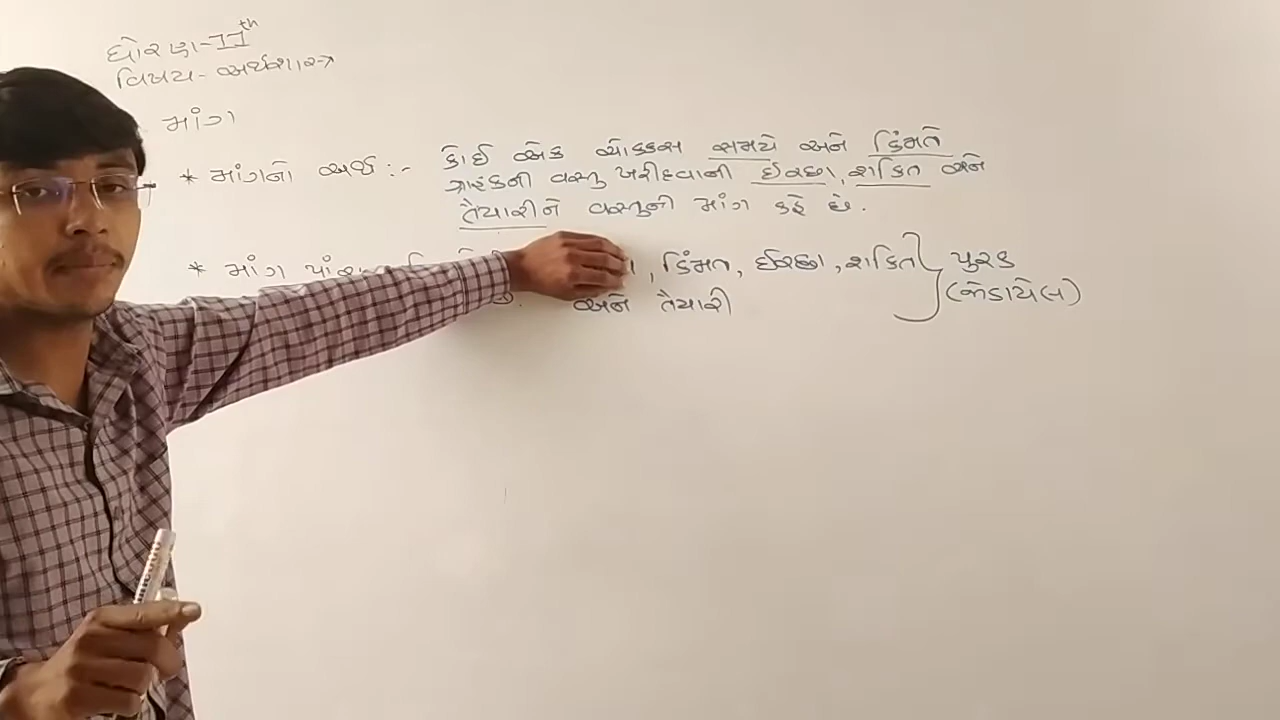 ધોરણ-11th
વિષય- અર્થશાસ્ત્ર
માંગ
* માંગનો અર્થ :- કોઈ એક ચોક્કસ સમયે અને કિંમતે
ગ્રાહકની વસ્તુ ખરીદવાની ઈચ્છા, શક્તિ અને
તૈયારીને વસ્તુની માંગ કહે છે.
* માંગ પાંચ , કિંમત, ઈચ્છા, શક્તિ } પુરક
અને તૈયારી (જોડાયેલ)